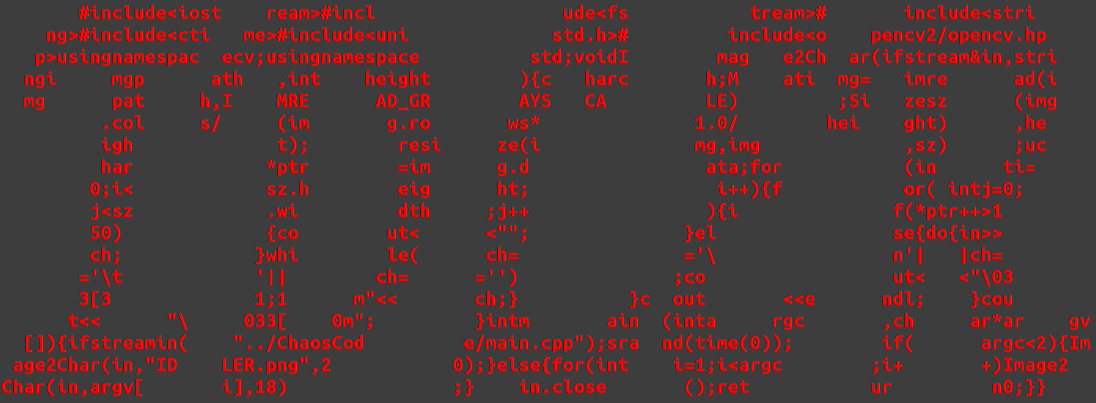 #include<iost ream>#incl ude<fs tream># include<stri
ng>#include<cti me>#include<uni std.h># include<o pencv2/opencv.hp
p>usingnamespac ecv;usingnamespace std;voidI mag e2Ch ar(ifstream&in,stri
ngi mgp ath ,int height ){c harc h;M ati mg= imre ad(i
mg pat h,I MRE AD_GR AYS CA LE) ;Si zesz (img
.col s/ (im g.ro ws* 1.0/ hei ght) ,he
igh t); resi ze(i mg,img ,sz) ;uc
har *ptr =im g.d ata;for (in ti=
0;i< sz.h eig ht; i++){f or( intj=0;
j<sz .wi dth ;j++ ){i f(*ptr++>1
50) {co ut< <""; }el se{do{in>>
ch; }whi le( ch= ='\ n'| |ch=
='\t '|| ch= ='') ;co ut< <"\03
3[3 1;1 m"<< ch;} }c out <<e ndl; }cou
t<< "\ 033[ 0m"; }intm ain (inta rgc ,ch ar*ar gv
[]){ifstreamin( "../ChaosCod e/main.cpp");sra nd(time(0)); if( argc<2){Im
age2Char(in,"ID LER.png",2 0);}else{for(int i=1;i<argc ;i+ +)Image2
Char(in,argv[ i],18) ;} in.close ();ret ur n0;}}